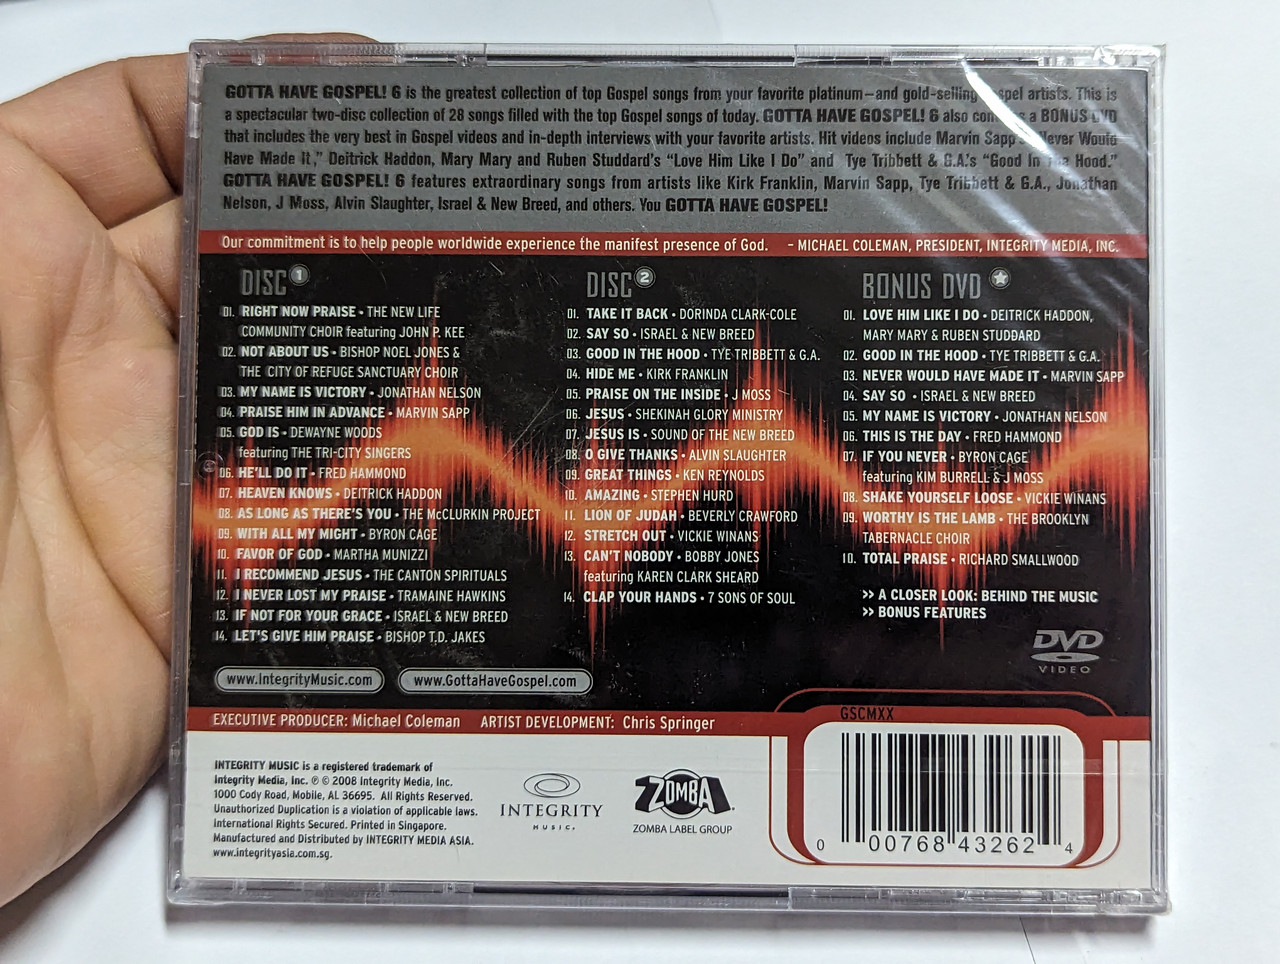 GOTTA HAVE GOSPEL! 6 is the greatest collection of top Gospel songs from your favorite platinum–and gold-selling artists. This is
a spectacular two-disc collection of 28 songs filled with the top Gospel songs of today. GOTTA HAVE GOSPEL! 6 also a BONUS DVD
that includes the very best in Gospel videos and in-depth interviews with your favorite artists. Hit videos include Marvin Sapp's Never Would
Have Made It," Deitrick Haddon, Mary Mary and Ruben Studdard's "Love Him Like I Do" and Tye Tribbett & G.A.'s "Good In The Hood."
GOTTA HAVE GOSPEL! 6 features extraordinary songs from artists like Kirk Franklin, Marvin Sapp, Tye Tribbett & G.A., Jonathan
Nelson, J Moss, Alvin Slaughter, Israel & New Breed, and others. You GOTTA HAVE GOSPEL!
Our commitment is to help people worldwide experience the manifest presence of God. – MICHAEL COLEMAN, PRESIDENT, INTEGRITY MEDIA, INC.
DISC 1
01. RIGHT NOW PRAISE • THE NEW LIFE
COMMUNITY CHOIR featuring JOHN P. KEE
02. NOT ABOUT US • BISHOP NOEL JONES &
THE CITY OF REFUGE SANCTUARY CHOIR
03. MY NAME IS VICTORY • JONATHAN NELSON
04. PRAISE HIM IN ADVANCE • MARVIN SAPP
05. GOD IS • DEWAYNE WOODS
featuring THE TRI-CITY SINGERS
06. HE'LL DO IT • FRED HAMMOND
07. HEAVEN KNOWS • DEITRICK HADDON
08. AS LONG AS THERE'S YOU • THE McCLURKIN PROJECT
09. WITH ALL MY MIGHT • BYRON CAGE
10. FAVOR OF GOD • MARTHA MUNIZZI
11. I RECOMMEND JESUS • THE CANTON SPIRITUALS
12. I NEVER LOST MY PRAISE • TRAMAINE HAWKINS
13. IF NOT FOR YOUR GRACE • ISRAEL & NEW BREED
14. LET'S GIVE HIM PRAISE • BISHOP T.D. JAKES
DISC 2
01. TAKE IT BACK • DORINDA CLARK-COLE
02. SAY SO • ISRAEL & NEW BREED
03. GOOD IN THE HOOD • TYE TRIBBETT & G.A.
04. HIDE ME • KIRK FRANKLIN
05. PRAISE ON THE INSIDE • J MOSS
06. JESUS • SHEKINAH GLORY MINISTRY
07. JESUS IS • SOUND OF THE NEW BREED
08. O GIVE THANKS • ALVIN SLAUGHTER
09. GREAT THINGS • KEN REYNOLDS
10. AMAZING • STEPHEN HURD
11. LION OF JUDAH • BEVERLY CRAWFORD
12. STRETCH OUT • VICKIE WINANS
13. CAN'T NOBODY • BOBBY JONES
featuring KAREN CLARK SHEARD
14. CLAP YOUR HANDS • 7 SONS OF SOUL
BONUS DVD
01. LOVE HIM LIKE I DO • DEITRICK HADDON,
MARY MARY & RUBEN STUDDARD
02. GOOD IN THE HOOD • TYE TRIBBETT & G.A.
03. NEVER WOULD HAVE MADE IT • MARVIN SAPP
04. SAY SO • ISRAEL & NEW BREED
05. MY NAME IS VICTORY • JONATHAN NELSON
06. THIS IS THE DAY • FRED HAMMOND
07. IF YOU NEVER • BYRON CAGE
featuring KIM BURRELL & J MOSS
08. SHAKE YOURSELF LOOSE • VICKIE WINANS
09. WORTHY IS THE LAMB • THE BROOKLYN
TABERNACLE CHOIR
10. TOTAL PRAISE • RICHARD SMALLWOOD
>> A CLOSER LOOK: BEHIND THE MUSIC
>> BONUS FEATURES
DVD
VIDEO
www.IntegrityMusic.com
www.GottaHaveGospel.com
EXECUTIVE PRODUCER: Michael Coleman ARTIST DEVELOPMENT: Chris Springer
GSCMXX
INTEGRITY MUSIC is a registered trademark of
Integrity Media, Inc. ℗ © 2008 Integrity Media, Inc.
1000 Cody Road, Mobile, AL 36695. All Rights Reserved.
Unauthorized Duplication is a violation of applicable laws.
International Rights Secured. Printed in Singapore.
Manufactured and Distributed by INTEGRITY MEDIA ASIA.
www.integrityasia.com.sg.
INTEGRITY
MUSIC®
ZOMBA
ZOMBA LABEL GROUP
0 00768 43262 4